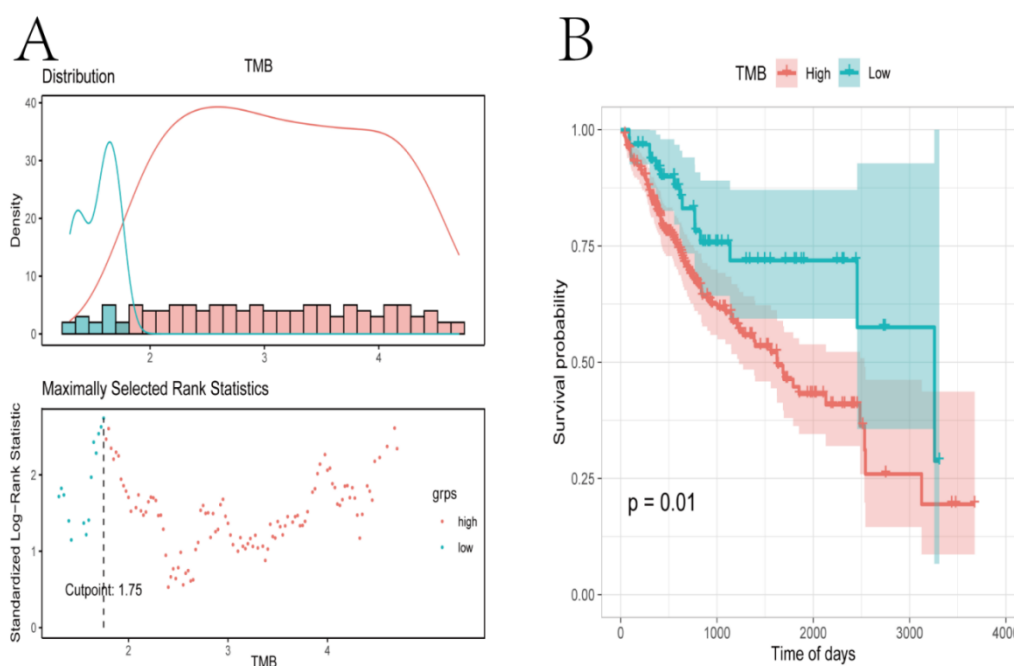 A
TMB
Distribution
Density
40
30
20
10
0
2
3
4
Maximally Selected Rank Statistics
Standardized Log-Rank Statistic
2
1
0
Cutpoint: 1.75
grps
high
low
2
3
4
TMB
B
TMB High Low
Survival probability
1.00
0.75
0.50
0.25
0.00
p = 0.01
0 1000 2000 3000 400
Time of days